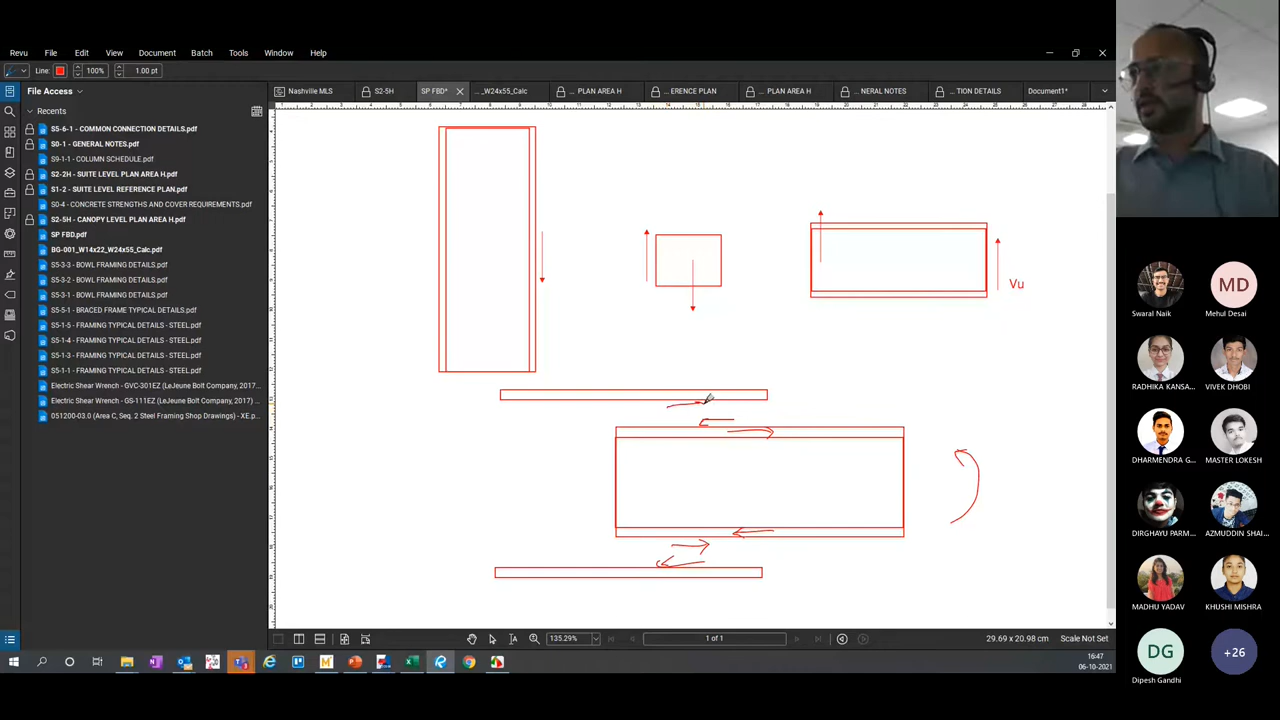 Revu File Edit View Document Batch Tools Window Help
Line: 100% 1.00 pt
File Access
Nashville MLS S2-5H SP FBD* ... _W24x55_Calc ... PLAN AREA H ... ERENCE PLAN ... PLAN AREA H ... NERAL NOTES ... TION DETAILS Document1*
Recents
S5-6-1 - COMMON CONNECTION DETAILS.pdf
S0-1 - GENERAL NOTES.pdf
S9-1-1 - COLUMN SCHEDULE.pdf
S2-2H - SUITE LEVEL PLAN AREA H.pdf
S1-2 - SUITE LEVEL REFERENCE PLAN.pdf
S0-4 - CONCRETE STRENGTHS AND COVER REQUIREMENTS.pdf
S2-5H - CANOPY LEVEL PLAN AREA H.pdf
SP FBD.pdf
BG-001_W14x22_W24x55_Calc.pdf
S5-3-3 - BOWL FRAMING DETAILS.pdf
S5-3-2 - BOWL FRAMING DETAILS.pdf
S5-3-1 - BOWL FRAMING DETAILS.pdf
S5-5-1 - BRACED FRAME TYPICAL DETAILS.pdf
S5-1-5 - FRAMING TYPICAL DETAILS - STEEL.pdf
S5-1-4 - FRAMING TYPICAL DETAILS - STEEL.pdf
S5-1-3 - FRAMING TYPICAL DETAILS - STEEL.pdf
S5-1-1 - FRAMING TYPICAL DETAILS - STEEL.pdf
Electric Shear Wrench - GVC-301EZ (LeJeune Bolt Company, 2017...
Electric Shear Wrench - GS-111EZ (LeJeune Bolt Company, 2017)...
051200-03.0 (Area C, Seq. 2 Steel Framing Shop Drawings) - XE.p...
Vu
135.29% 1 of 1 29.69 x 20.98 cm Scale Not Set
16:47
06-10-2021
Swaral Naik
MD
Mehul Desai
RADHIKA KANSA...
VIVEK DHOBI
DHARMENDRA G...
MASTER LOKESH
DIRGHAYU PARM...
AZMUDDIN SHAI...
MADHU YADAV
KHUSHI MISHRA
DG
Dipesh Gandhi
+26